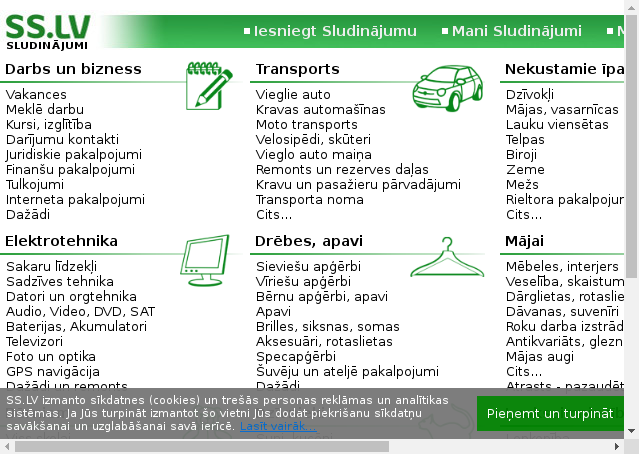 SS.LV
SLUDINĀJUMI
Iesniegt Sludinājumu
Mani Sludinājumi
Darbs un bizness
Vakances
Meklē darbu
Kursi, izglītība
Darījumu kontakti
Juridiskie pakalpojumi
Finanšu pakalpojumi
Tulkojumi
Interneta pakalpojumi
Dažādi
Transports
Vieglie auto
Kravas automašīnas
Moto transports
Velosipēdi, skūteri
Vieglo auto maiņa
Remonts un rezerves daļas
Kravu un pasažieru pārvadājumi
Transporta noma
Cits...
Nekustamie īpa
Dzīvokļi
Mājas, vasarnīcas
Lauku viensētas
Telpas
Biroji
Zeme
Mežs
Rieltora pakalpojur
Cits...
Elektrotehnika
Sakaru līdzekļi
Sadzīves tehnika
Datori un orgtehnika
Audio, Video, DVD, SAT
Baterijas, Akumulatori
Televizori
Foto un optika
GPS navigācija
Dažādi un remonts
Drēbes, apavi
Sieviešu apģērbi
Vīriešu apģērbi
Bērnu apģērbi, apavi
Apavi
Brilles, siksnas, somas
Aksesuāri, rotaslietas
Specapģērbi
Šuvēju un ateljē pakalpojumi
Dažādi
Mājai
Mēbeles, interjers
Veselība, skaistum
Dārglietas, rotaslie
Dāvanas, suvenīri
Roku darba izstrād
Antikvariāts, glezn
Mājas augi
Cits...
Atrasts - pazaudēt
SS.LV izmanto sīkdatnes (cookies) un trešās personas reklāmas un analītikas
sistēmas. Ja Jūs turpināt izmantot šo vietni Jūs dodat piekrišanu sīkdatņu
savākšanai un uzglabāšanai savā ierīcē. Lasīt vairāk...
Pieņemt un turpināt